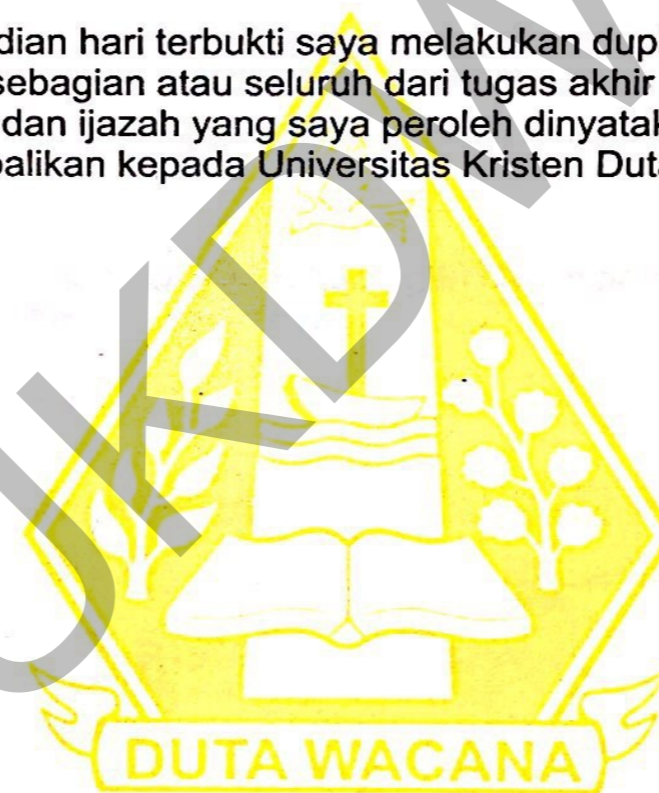 dian hari terbukti saya melakukan dup
sebagian atau seluruh dari tugas akhir
dan ijazah yang saya peroleh dinyatak
balikan kepada Universitas Kristen Duta
UKDW
DUTA WACANA